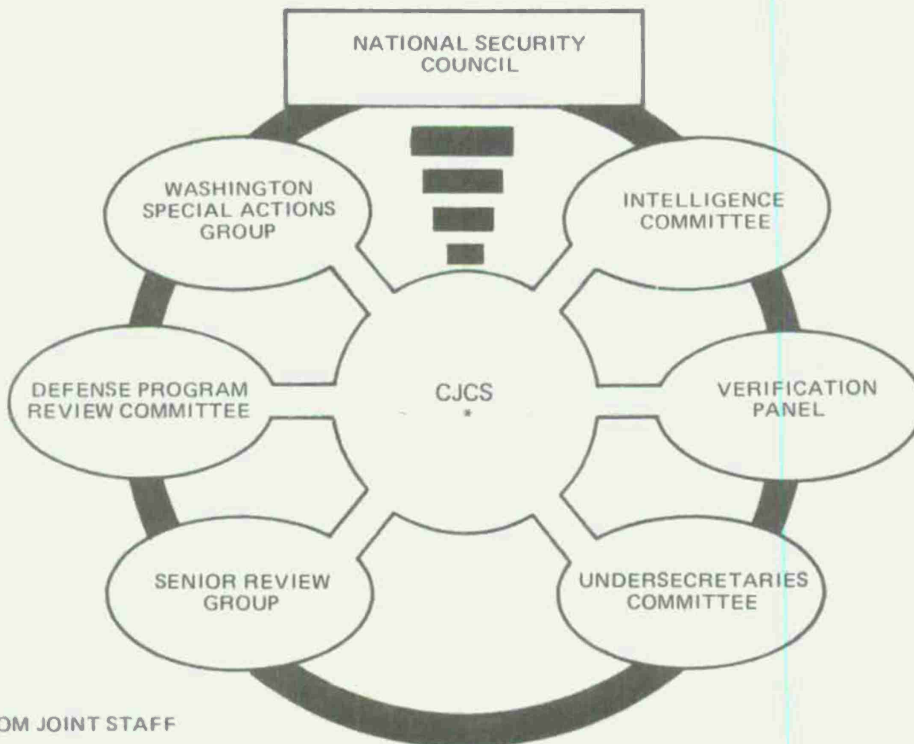 NATIONAL SECURITY
COUNCIL
WASHINGTON
SPECIAL ACTIONS
GROUP
INTELLIGENCE
COMMITTEE
DEFENSE PROGRAM
REVIEW COMMITTEE
CJCS
*
VERIFICATION
PANEL
SENIOR REVIEW
GROUP
UNDERSECRETARIES
COMMITTEE
JOINT STAFF